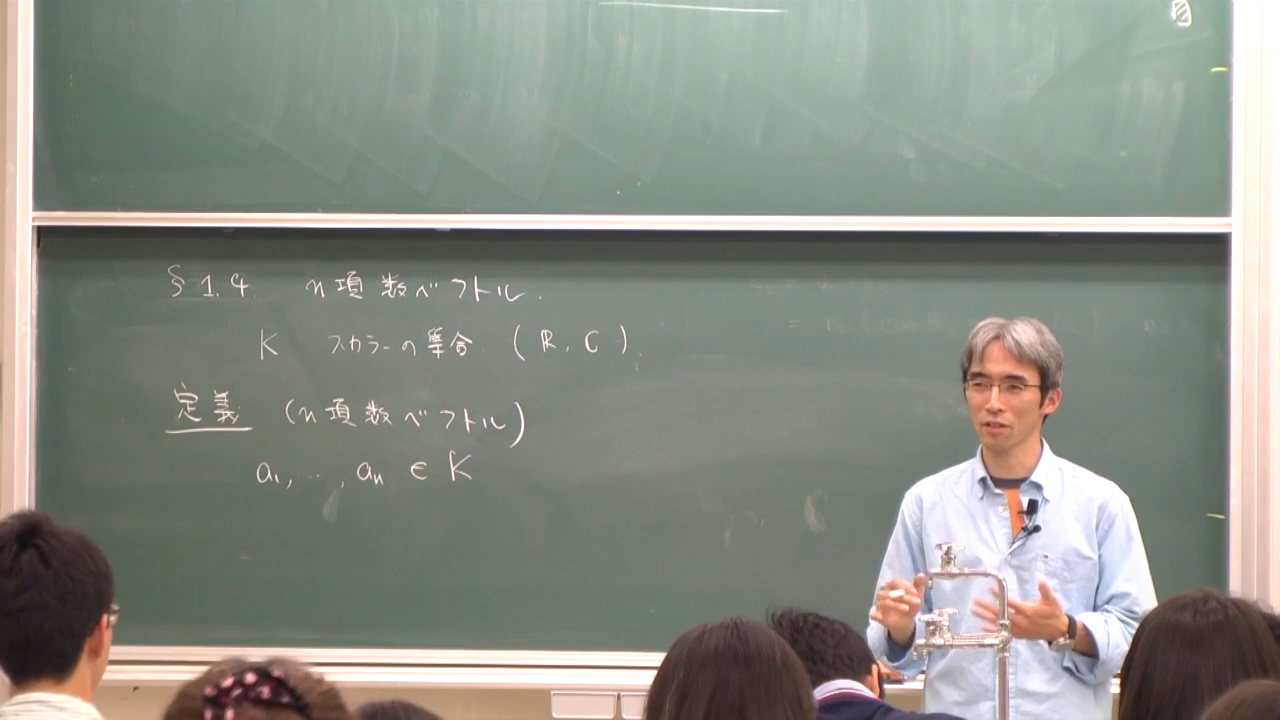 §1.4. n項数ベクトル.
K スカラーの集合 (R, C).
定義 (n項数ベクトル)
a₁, …, aₙ ∈ K